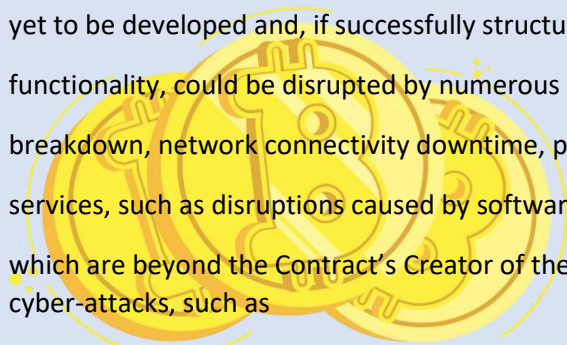 yet to be developed and, if successfully structu
functionality, could be disrupted by numerous
breakdown, network connectivity downtime, p
services, such as disruptions caused by softwar
which are beyond the Contract’s Creator of the
cyber-attacks, such as